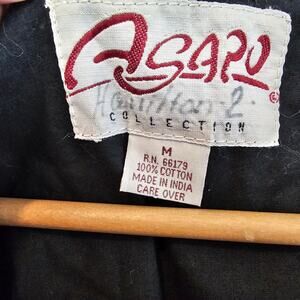 ASARO
®
Hamilton 2.
COLLECTION
M
R.N. 66179
100% COTTON
MADE IN INDIA
CARE OVER